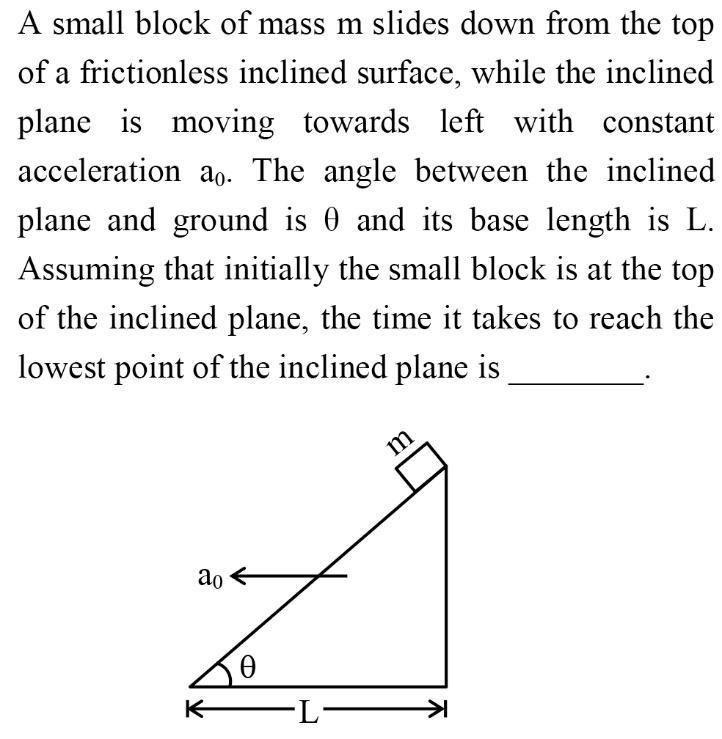 A small block of mass m slides down from the top
of a frictionless inclined surface, while the inclined
plane is moving towards left with constant
acceleration a₀. The angle between the inclined
plane and ground is θ and its base length is L.
Assuming that initially the small block is at the top
of the inclined plane, the time it takes to reach the
lowest point of the inclined plane is ________.
m
a₀
θ
L